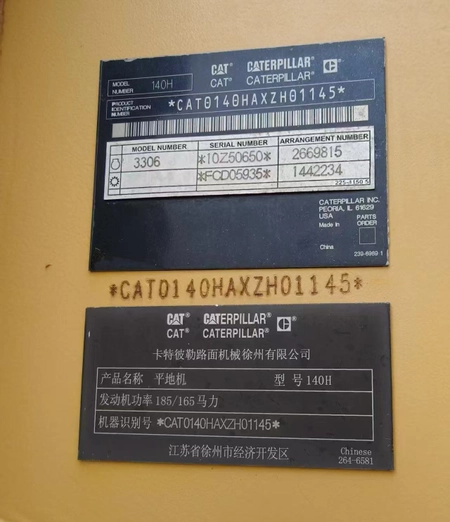 CAT CATERPILLAR C
CAT CATERPILLAR
MODEL NUMBER 140H
PRODUCT IDENTIFICATION NUMBER *CAT0140HAXZH01145*
MODEL NUMBER SERIAL NUMBER ARRANGEMENT NUMBER
3306 *10Z50650* 2669815
*FCD05935* 1442234
CATERPILLAR INC.
PEORIA, IL 61629
USA
Made in
PARTS ORDER
China
239-6969 1
*CAT0140HAXZH01145*
CAT CATERPILLAR C
CAT CATERPILLAR
卡特彼勒路面机械徐州有限公司
产品名称 平地机 型号 140H
发动机功率 185/165 马力
机器识别号 *CAT0140HAXZH01145*
江苏省徐州市经济开发区
Chinese
264-6581